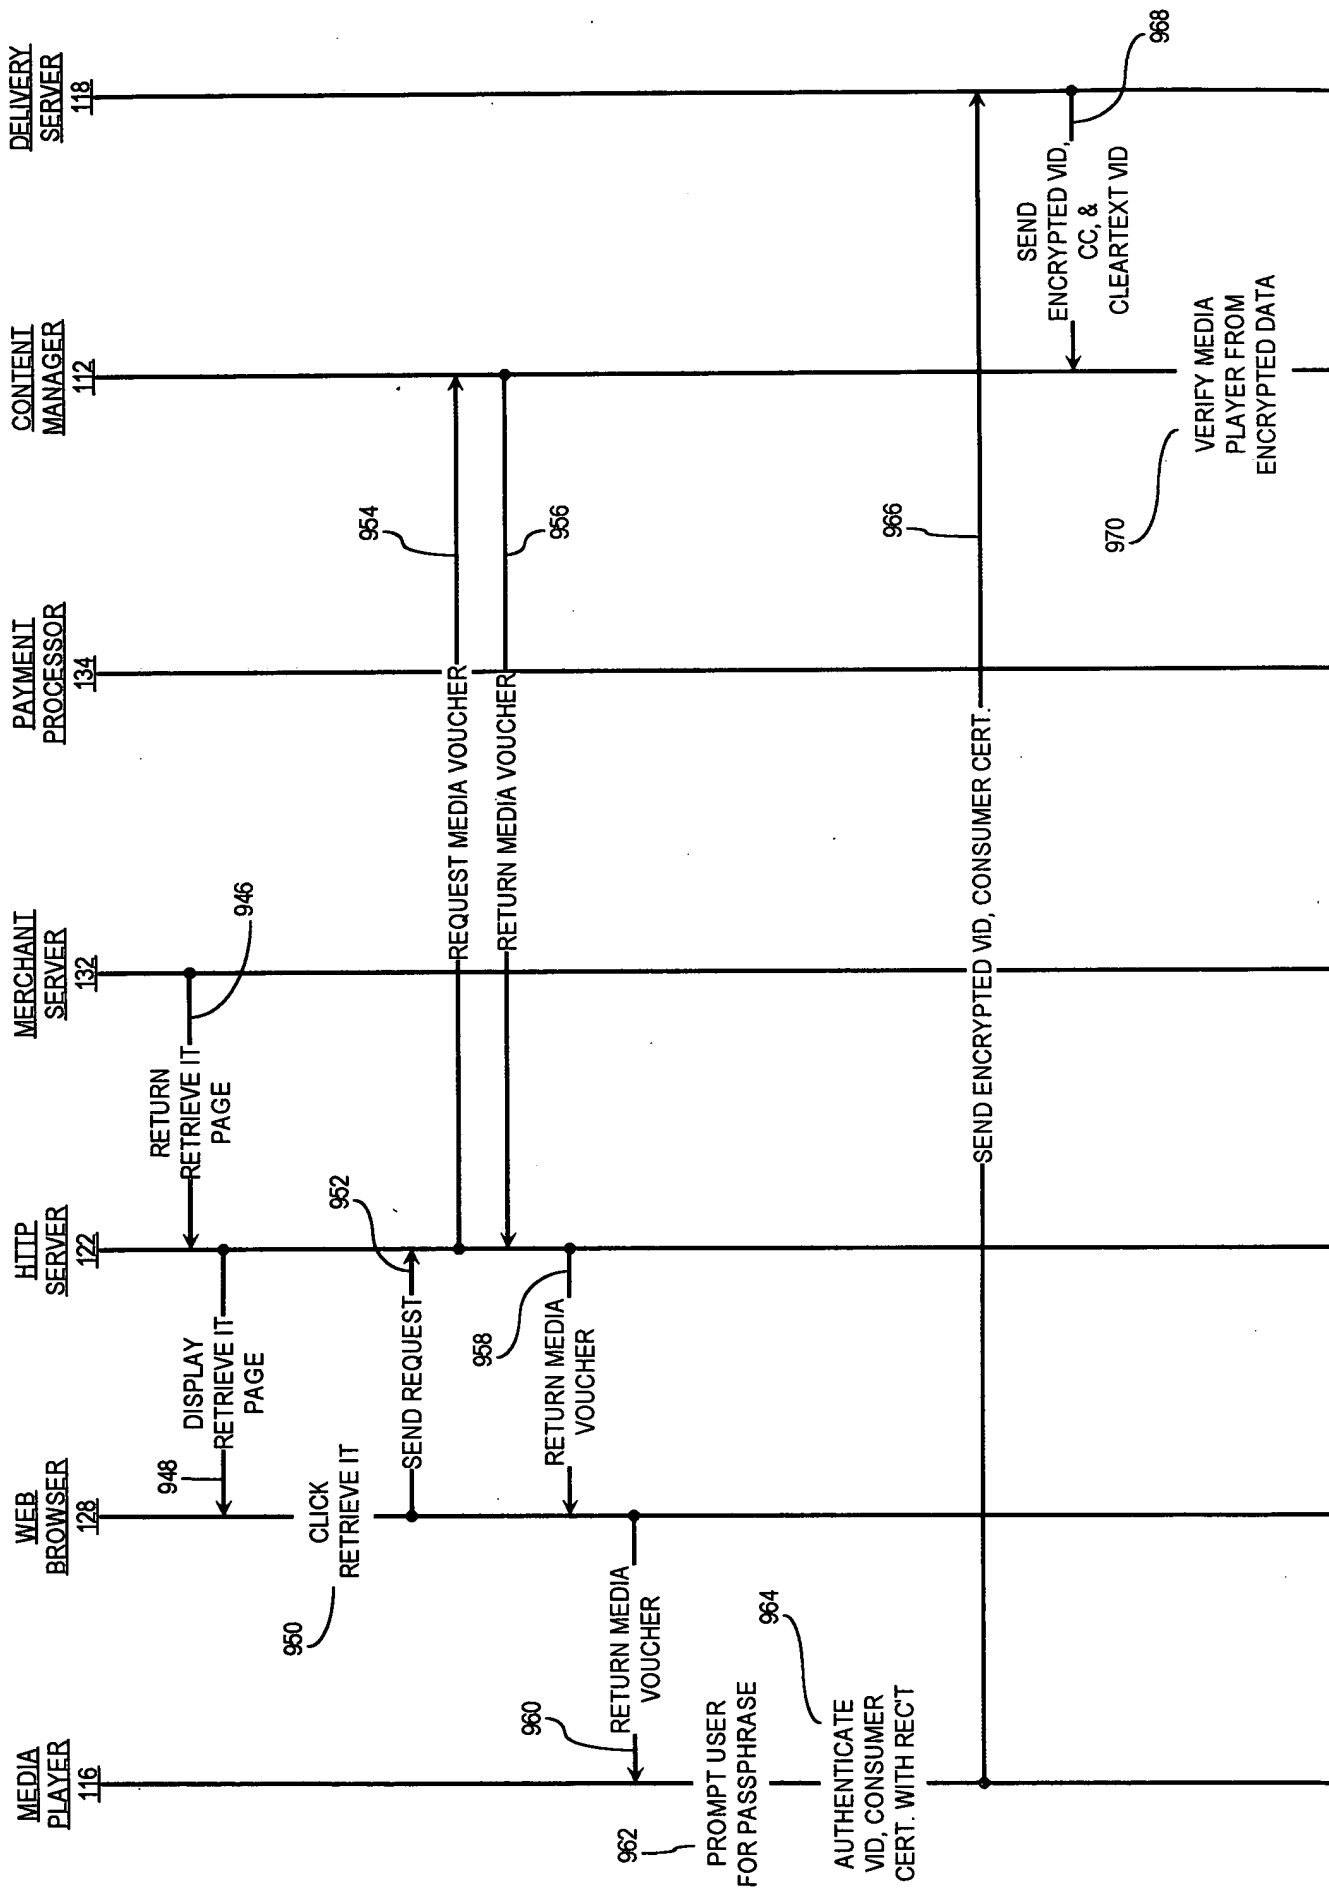 MEDIA
PLAYER
116
WEB
BROWSER
128
HTTP
SERVER
122
MERCHANT
SERVER
132
PAYMENT
PROCESSOR
134
CONTENT
MANAGER
112
DELIVERY
SERVER
118
RETURN
RETRIEVE IT
PAGE
946
DISPLAY
RETRIEVE IT
PAGE
948
CLICK
RETRIEVE IT
950
SEND REQUEST
952
REQUEST MEDIA VOUCHER
954
RETURN MEDIA VOUCHER
956
RETURN MEDIA
VOUCHER
958
RETURN MEDIA
VOUCHER
960
PROMPT USER
FOR PASSPHRASE
962
AUTHENTICATE
VID, CONSUMER
CERT. WITH REC'T
964
SEND ENCRYPTED VID, CONSUMER CERT.
966
SEND
ENCRYPTED VID,
CC, &
CLEARTEXT VID
968
VERIFY MEDIA
PLAYER FROM
ENCRYPTED DATA
970